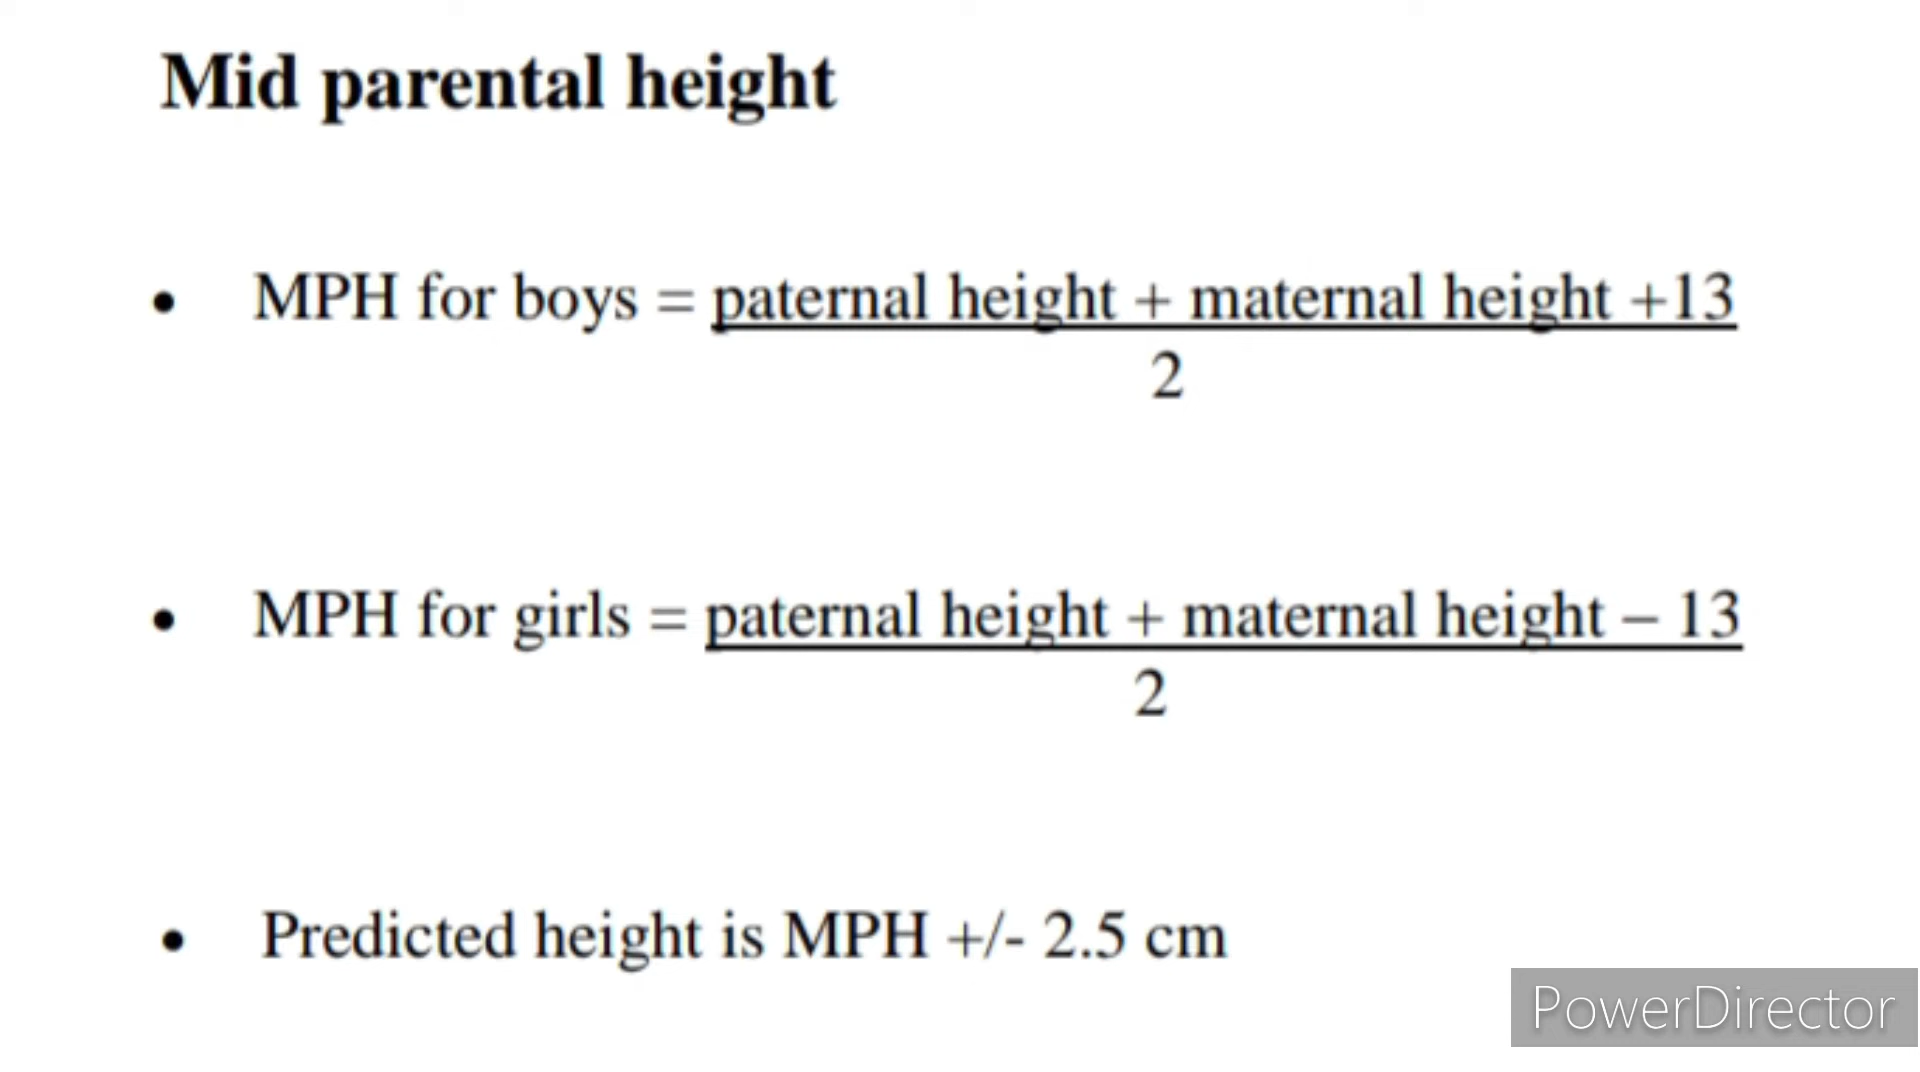 Mid parental height
• MPH for boys = paternal height + maternal height +13
2
• MPH for girls = paternal height + maternal height – 13
2
• Predicted height is MPH +/- 2.5 cm
PowerDirector